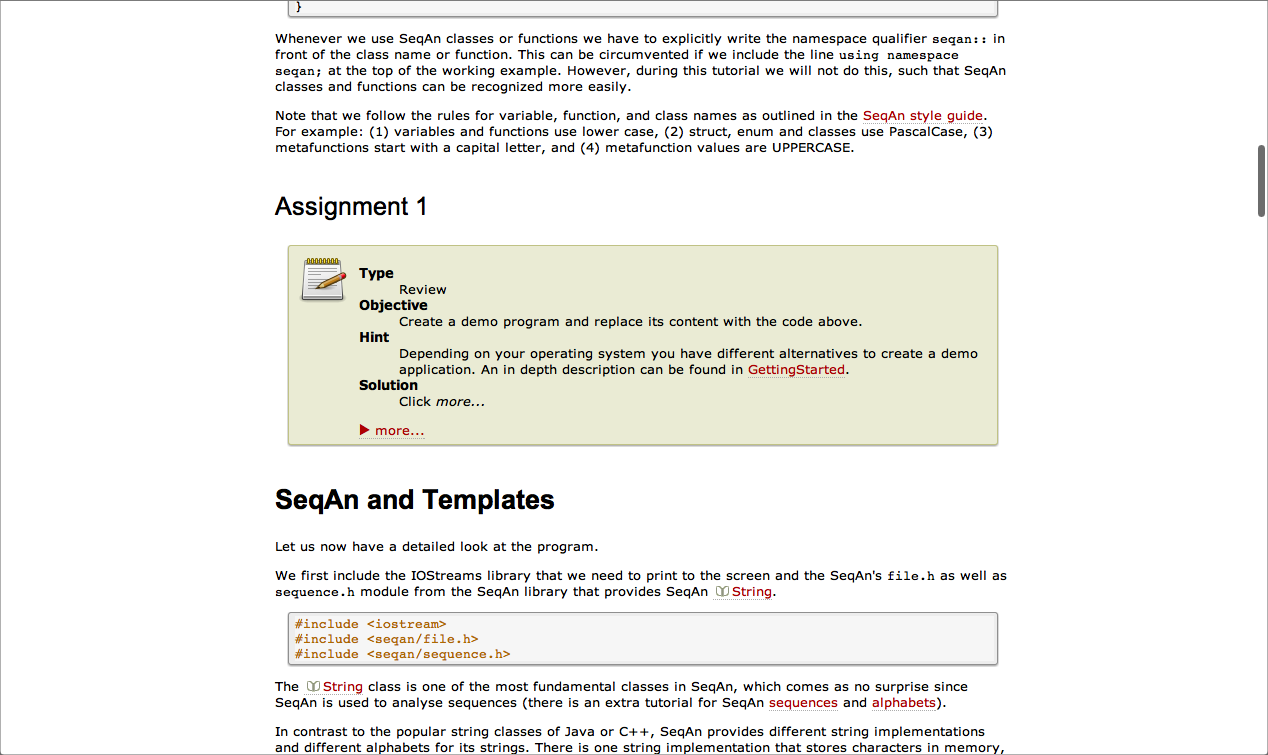 }
Whenever we use SeqAn classes or functions we have to explicitly write the namespace qualifier seqan:: in
front of the class name or function. This can be circumvented if we include the line using namespace
seqan; at the top of the working example. However, during this tutorial we will not do this, such that SeqAn
classes and functions can be recognized more easily.
Note that we follow the rules for variable, function, and class names as outlined in the SeqAn style guide.
For example: (1) variables and functions use lower case, (2) struct, enum and classes use PascalCase, (3)
metafunctions start with a capital letter, and (4) metafunction values are UPPERCASE.
Assignment 1
Type
Review
Objective
Create a demo program and replace its content with the code above.
Hint
Depending on your operating system you have different alternatives to create a demo
application. An in depth description can be found in GettingStarted.
Solution
Click more...
more...
SeqAn and Templates
Let us now have a detailed look at the program.
We first include the IOStreams library that we need to print to the screen and the SeqAn's file.h as well as
sequence.h module from the SeqAn library that provides SeqAn String.
#include <iostream>
#include <seqan/file.h>
#include <seqan/sequence.h>
The String class is one of the most fundamental classes in SeqAn, which comes as no surprise since
SeqAn is used to analyse sequences (there is an extra tutorial for SeqAn sequences and alphabets).
In contrast to the popular string classes of Java or C++, SeqAn provides different string implementations
and different alphabets for its strings. There is one string implementation that stores characters in memory,